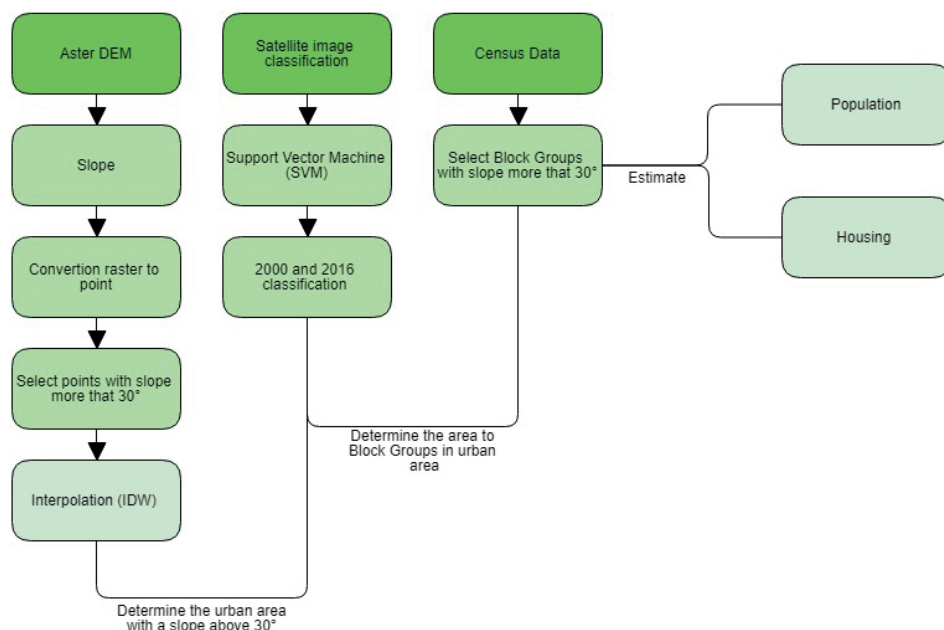 Aster DEM
Slope
Convertion raster to
point
Select points with slope
more that 30°
Interpolation (IDW)
Determine the urban area
with a slope above 30°
Satellite image
classification
Support Vector Machine
(SVM)
2000 and 2016
classification
Determine the area to
Block Groups in urban
area
Census Data
Select Block Groups
with slope more that 30°
Estimate
Population
Housing